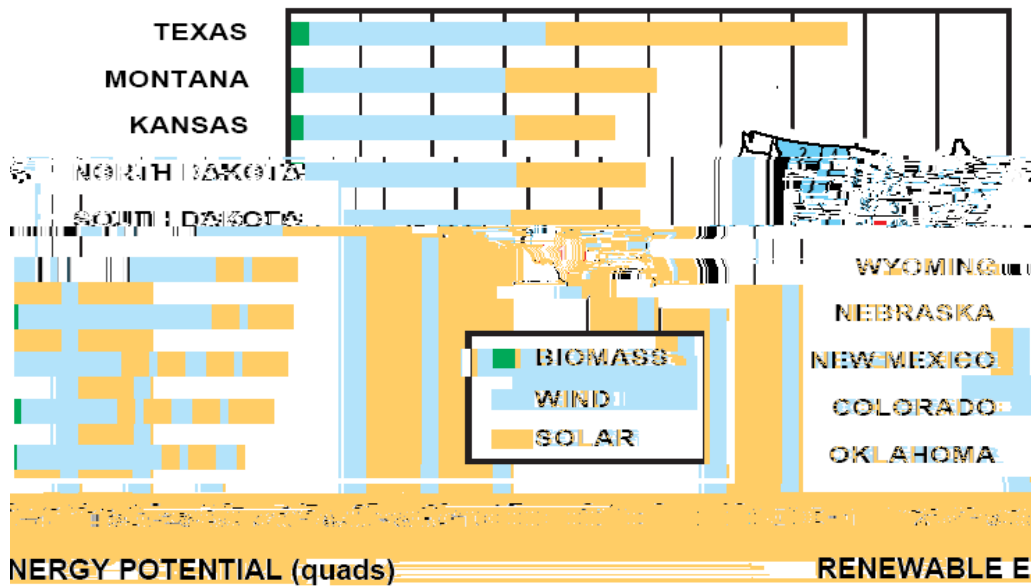 TEXAS
MONTANA
KANSAS
NORTH DAKOTA
SOUTH DAKOTA
WYOMING
NEBRASKA
BIOMASS
NEW MEXICO
WIND
COLORADO
SOLAR
OKLAHOMA
NERGY POTENTIAL (quads)
RENEWABLE E